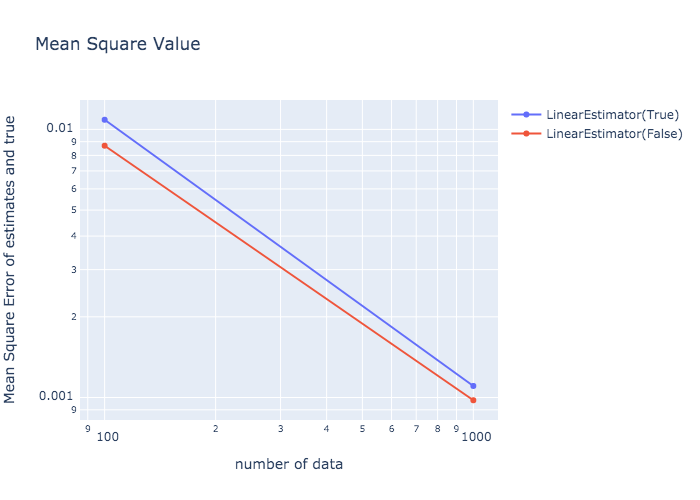 Mean Square Value
LinearEstimator(True)
LinearEstimator(False)
Mean Square Error of estimates and true
0.01
9
8
7
6
5
4
3
2
0.001
9
9 100 2 3 4 5 6 7 8 9 1000
number of data